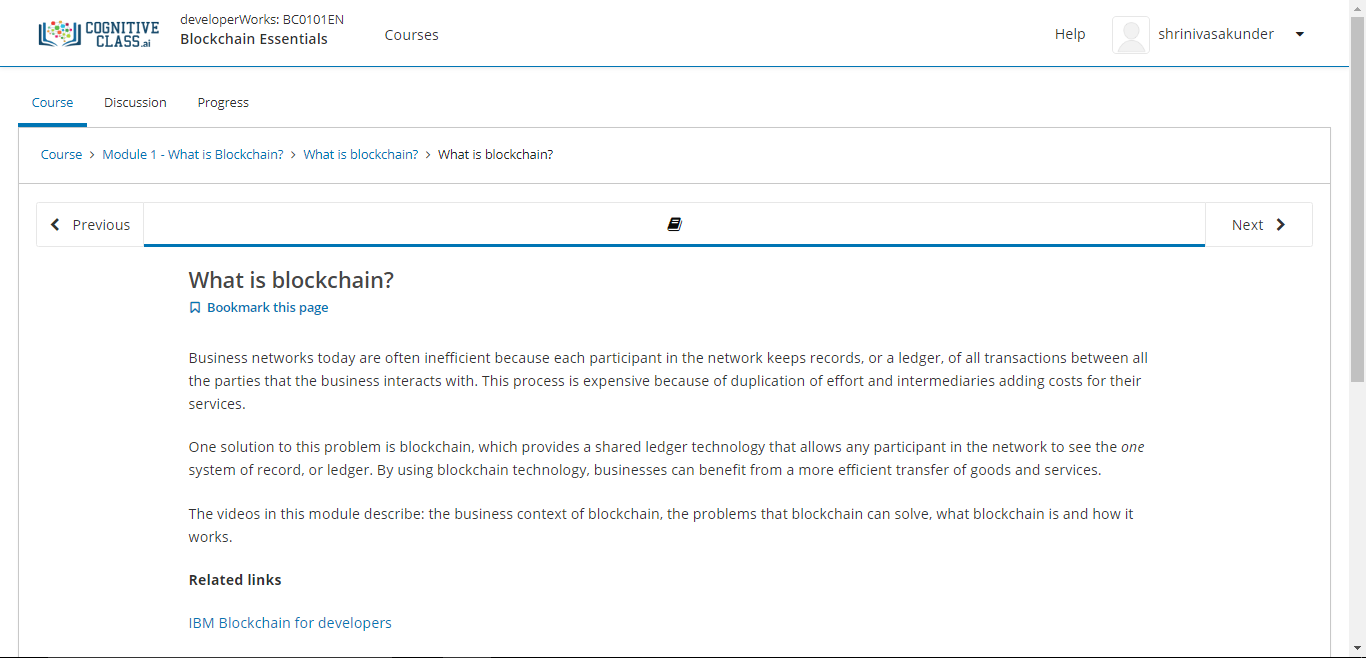 COGNITIVE
CLASS.ai
developerWorks: BC0101EN
Blockchain Essentials
Courses
Help
shrinivasakunder
Course
Discussion
Progress
Course > Module 1 - What is Blockchain? > What is blockchain? > What is blockchain?
Previous
Next
What is blockchain?
Bookmark this page
Business networks today are often inefficient because each participant in the network keeps records, or a ledger, of all transactions between all
the parties that the business interacts with. This process is expensive because of duplication of effort and intermediaries adding costs for their
services.
One solution to this problem is blockchain, which provides a shared ledger technology that allows any participant in the network to see the one
system of record, or ledger. By using blockchain technology, businesses can benefit from a more efficient transfer of goods and services.
The videos in this module describe: the business context of blockchain, the problems that blockchain can solve, what blockchain is and how it
works.
Related links
IBM Blockchain for developers